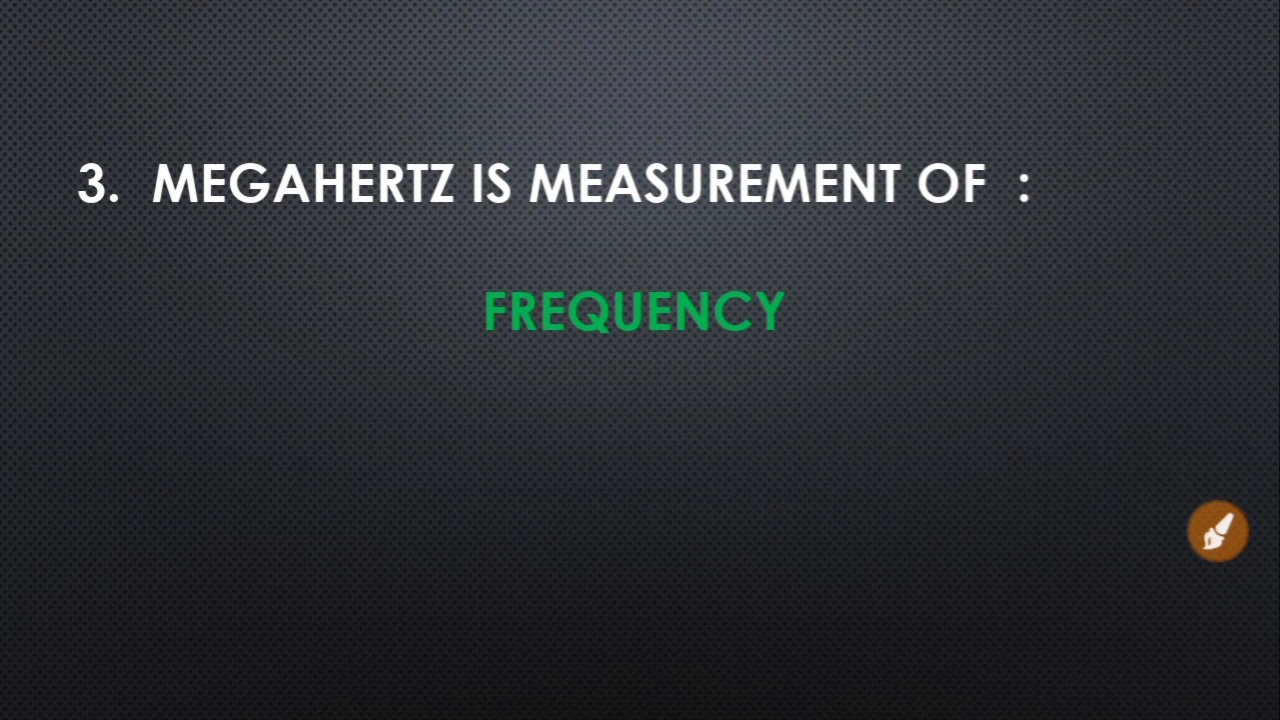 3. MEGAHERTZ IS MEASUREMENT OF :
FREQUENCY